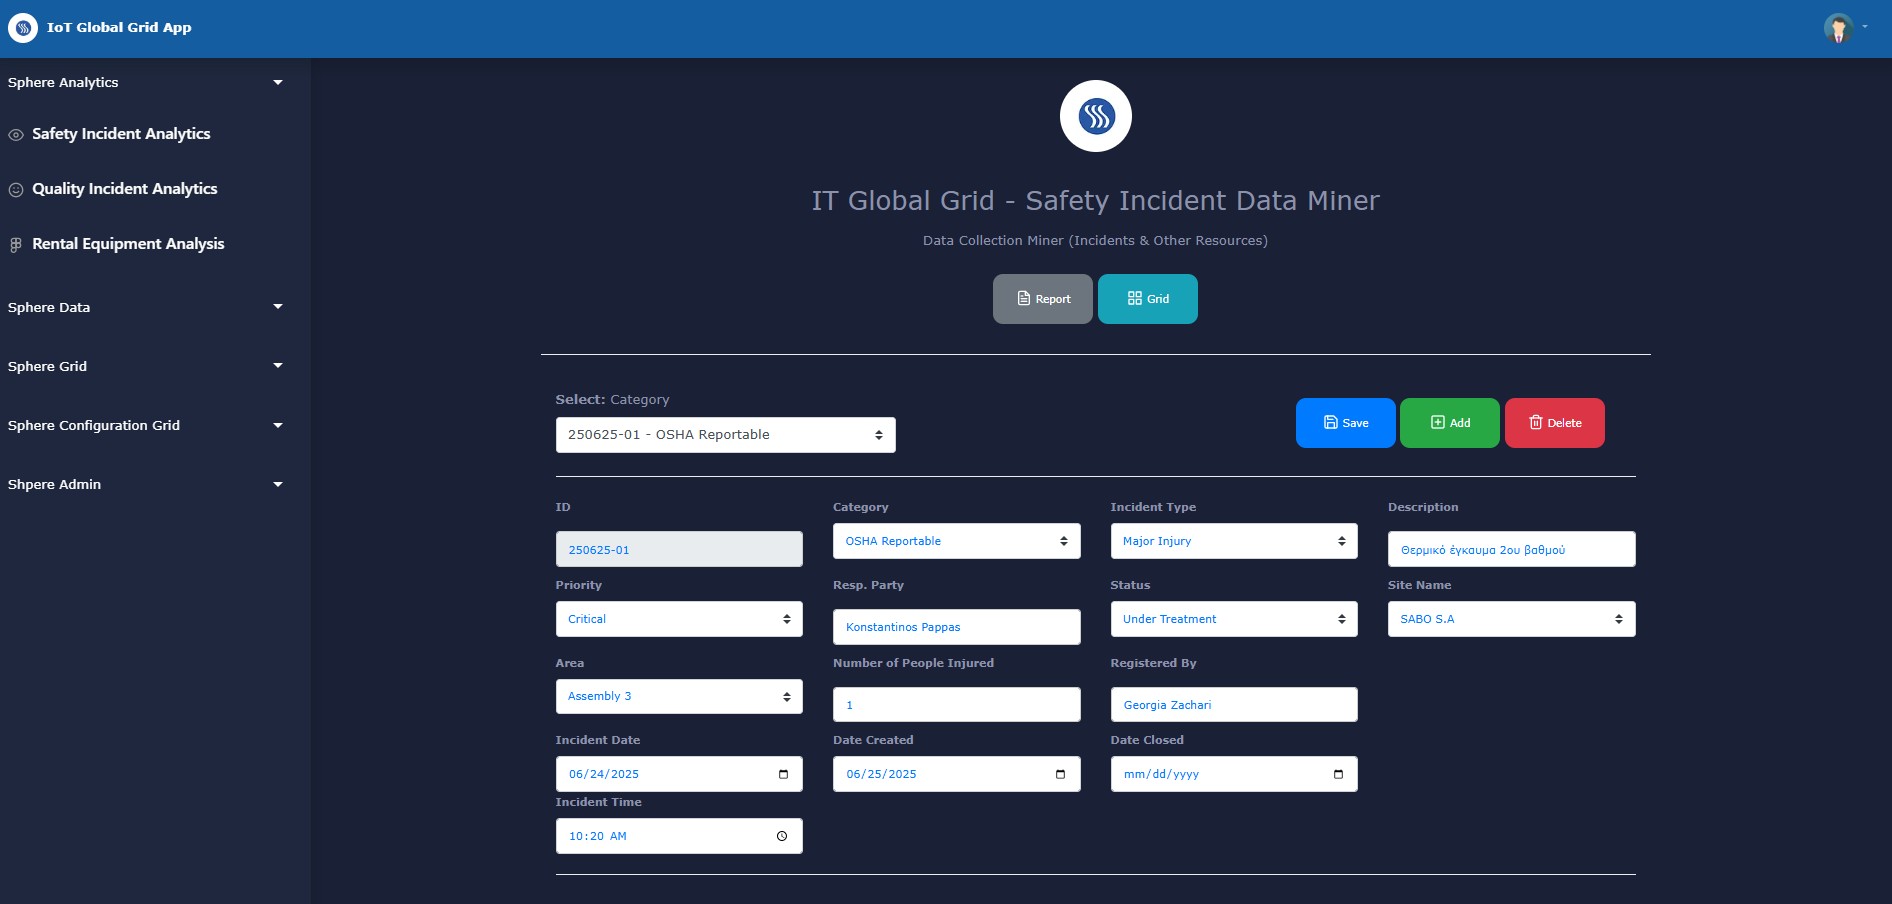 IoT Global Grid App
Sphere Analytics
Safety Incident Analytics
Quality Incident Analytics
Rental Equipment Analysis
Sphere Data
Sphere Grid
Sphere Configuration Grid
Shpere Admin
IT Global Grid - Safety Incident Data Miner
Data Collection Miner (Incidents & Other Resources)
Report Grid
Select: Category
250625-01 - OSHA Reportable
Save Add Delete
ID Category Incident Type Description
250625-01 OSHA Reportable Major Injury Θερμικό έγκαυμα 2ου βαθμού
Priority Resp. Party Status Site Name
Critical Konstantinos Pappas Under Treatment SABO S.A
Area Number of People Injured Registered By
Assembly 3 1 Georgia Zachari
Incident Date Date Created Date Closed
06/24/2025 06/25/2025 mm/dd/yyyy
Incident Time
10:20 AM